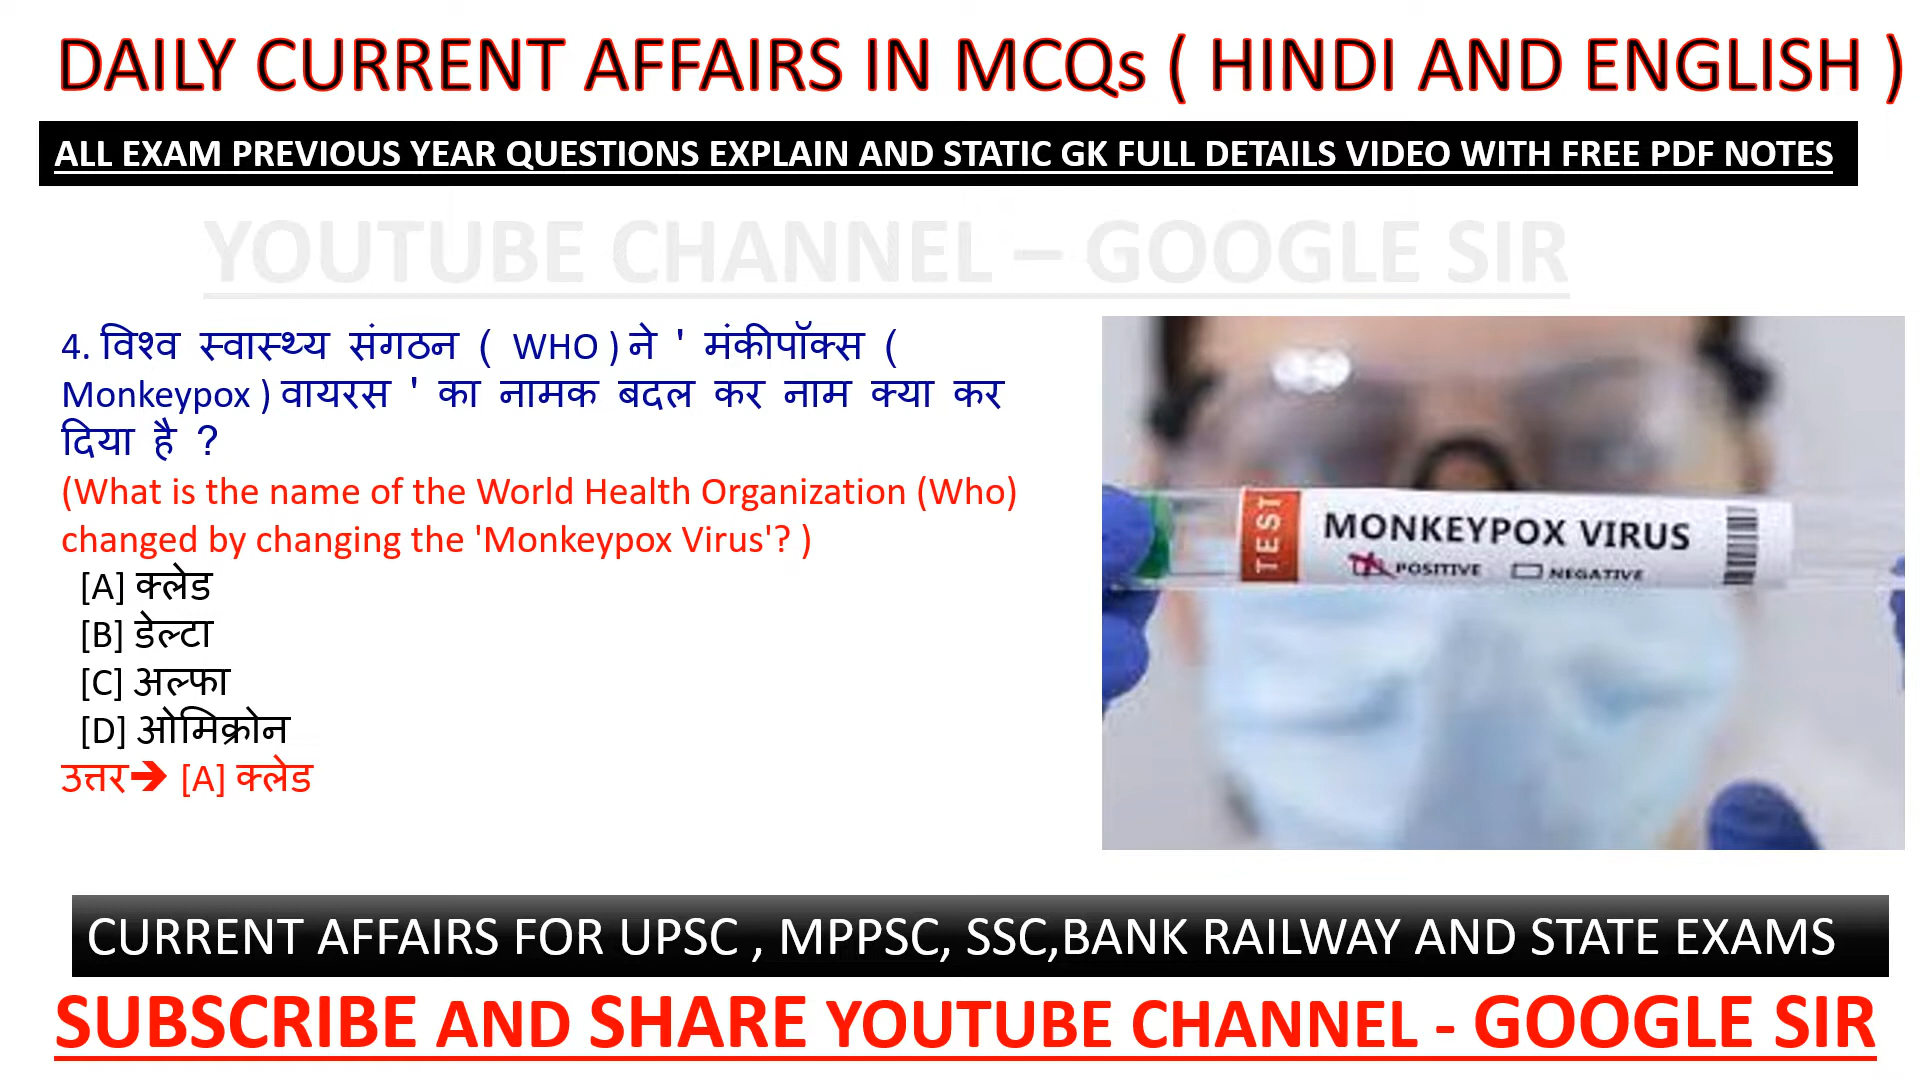 DAILY CURRENT AFFAIRS IN MCQs ( HINDI AND ENGLISH )
ALL EXAM PREVIOUS YEAR QUESTIONS EXPLAIN AND STATIC GK FULL DETAILS VIDEO WITH FREE PDF NOTES
YOUTUBE CHANNEL – GOOGLE SIR
4. विश्व स्वास्थ्य संगठन ( WHO ) ने ' मंकीपॉक्स (
Monkeypox ) वायरस ' का नामक बदल कर नाम क्या कर
दिया है ?
(What is the name of the World Health Organization (Who)
changed by changing the 'Monkeypox Virus'? )
[A] क्लेड
[B] डेल्टा
[C] अल्फा
[D] ओमिक्रोन
उत्तर➔ [A] क्लेड
TEST
MONKEYPOX VIRUS
POSITIVE NEGATIVE
CURRENT AFFAIRS FOR UPSC , MPPSC, SSC,BANK RAILWAY AND STATE EXAMS
SUBSCRIBE AND SHARE YOUTUBE CHANNEL - GOOGLE SIR